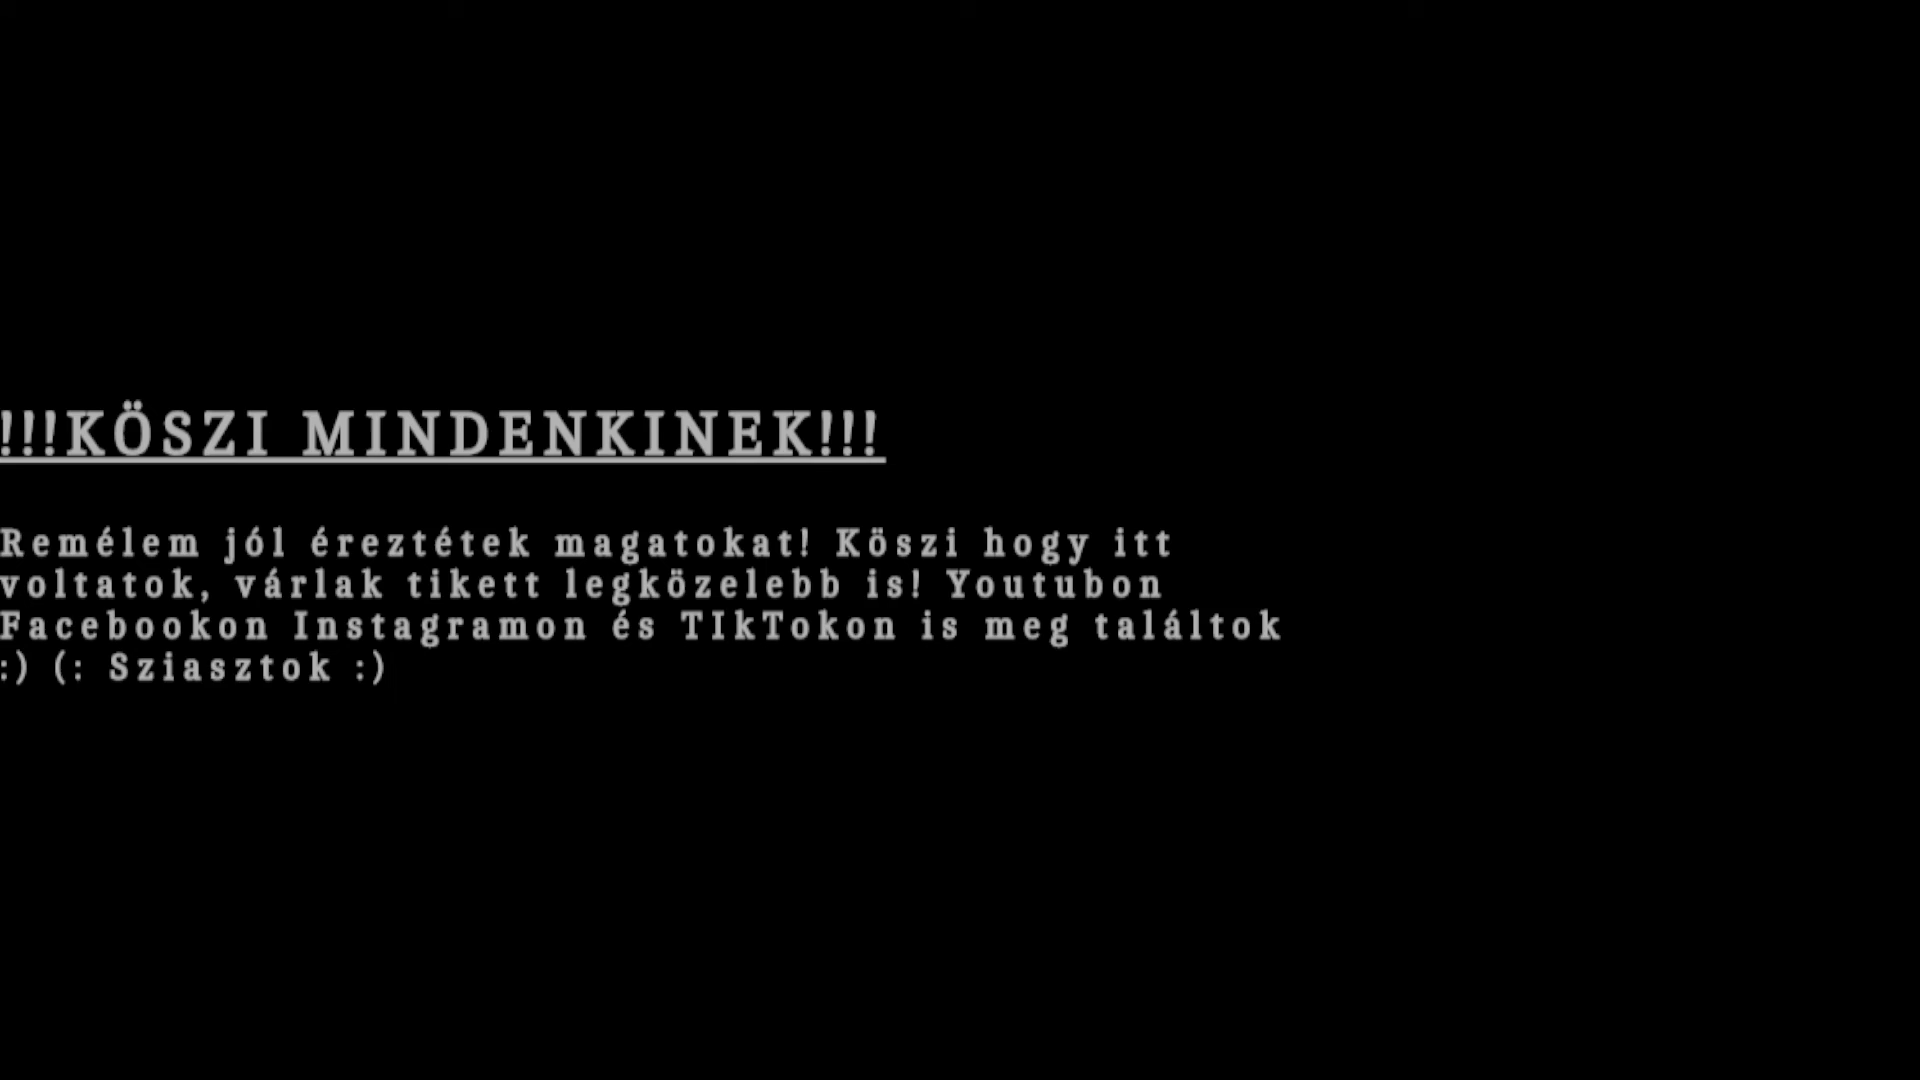 !!!KÖSZI MINDENKINEK!!!
Remélem jól éreztétek magatokat! Köszi hogy itt
voltatok, várlak tikett legközelebb is! Youtubon
Facebookon Instagramon és TIkTokon is meg találtok
:) (: Sziasztok :)